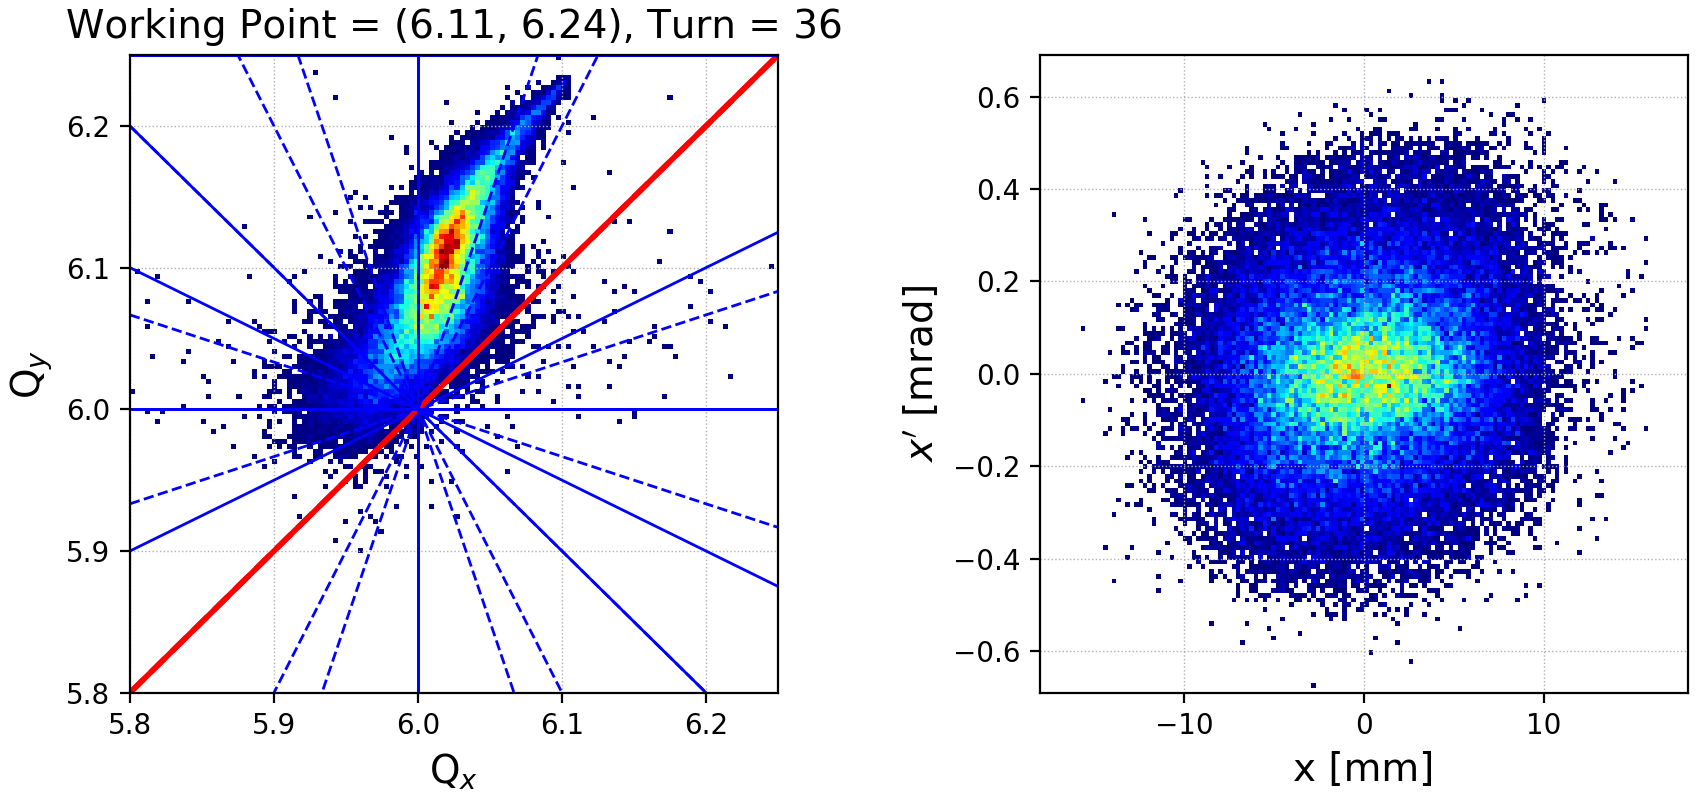 Working Point = (6.11, 6.24), Turn = 36
6.2
6.1
6.0
5.9
5.8
Q_y
5.8 5.9 6.0 6.1 6.2
Q_x
0.6
0.4
0.2
0.0
−0.2
−0.4
−0.6
x′ [mrad]
−10 0 10
x [mm]